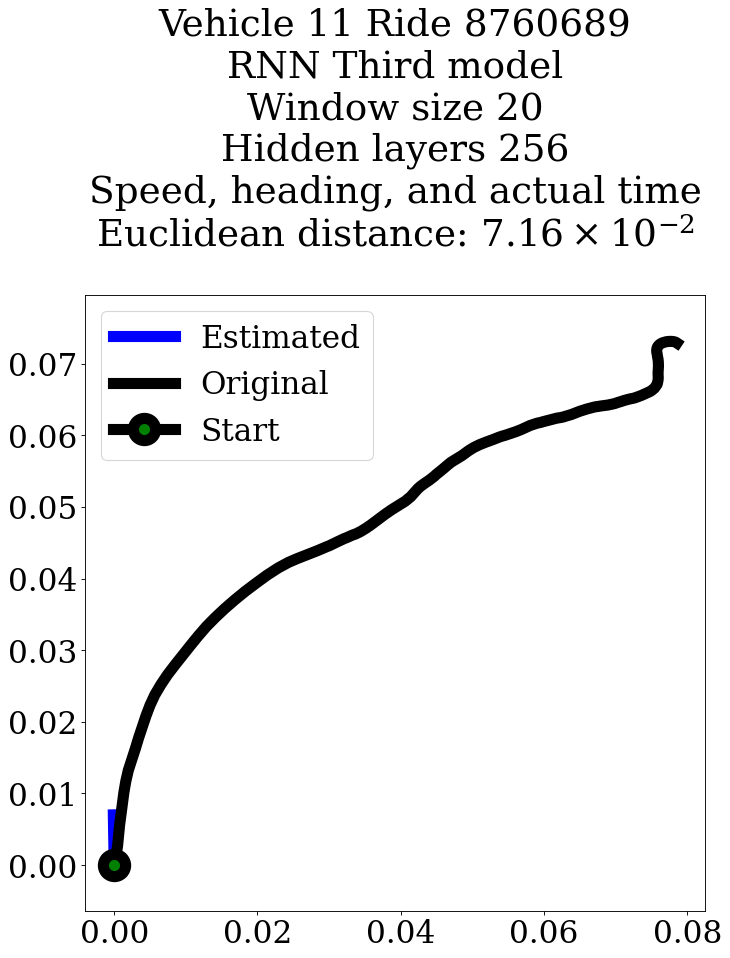 Vehicle 11 Ride 8760689
RNN Third model
Window size 20
Hidden layers 256
Speed, heading, and actual time
Euclidean distance: 7.16 × 10⁻²
Estimated
Original
Start
0.07
0.06
0.05
0.04
0.03
0.02
0.01
0.00
0.00 0.02 0.04 0.06 0.08